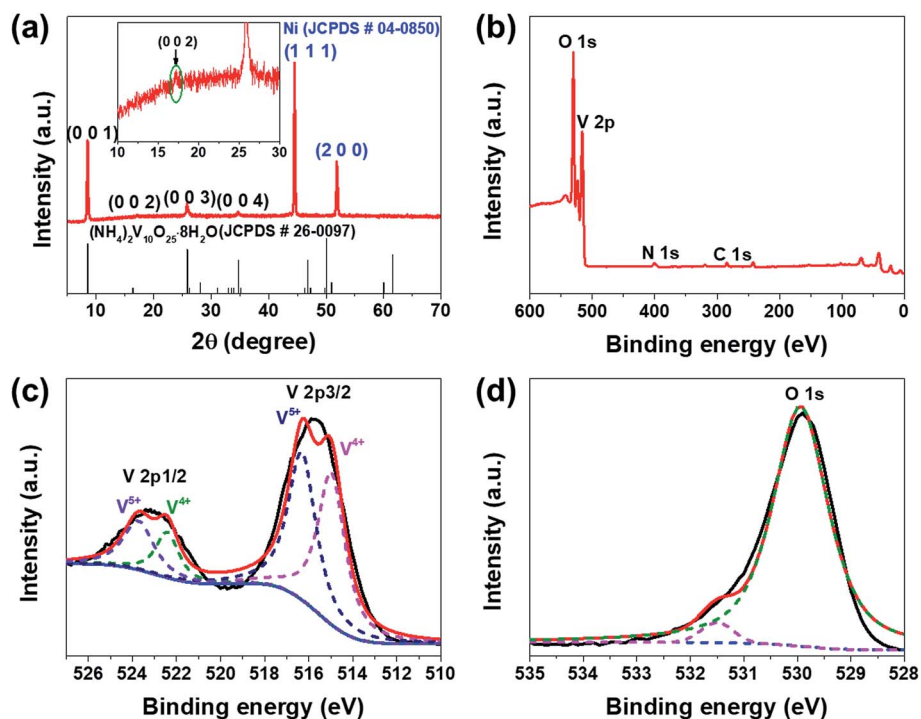 (a)
Ni (JCPDS # 04-0850)
(0 0 2)
(1 1 1)
10 15 20 25 30
(0 0 1)
(2 0 0)
(0 0 2)
(0 0 3)
(0 0 4)
(NH₄)₂V₁₀O₂₅·8H₂O(JCPDS # 26-0097)
Intensity (a.u.)
10 20 30 40 50 60 70
2θ (degree)
(b)
O 1s
V 2p
N 1s
C 1s
Intensity (a.u.)
600 500 400 300 200 100 0
Binding energy (eV)
(c)
V 2p3/2
V⁵⁺
V⁴⁺
V 2p1/2
V⁵⁺
V⁴⁺
Intensity (a.u.)
526 524 522 520 518 516 514 512 510
Binding energy (eV)
(d)
O 1s
Intensity (a.u.)
535 534 533 532 531 530 529 528
Binding energy (eV)